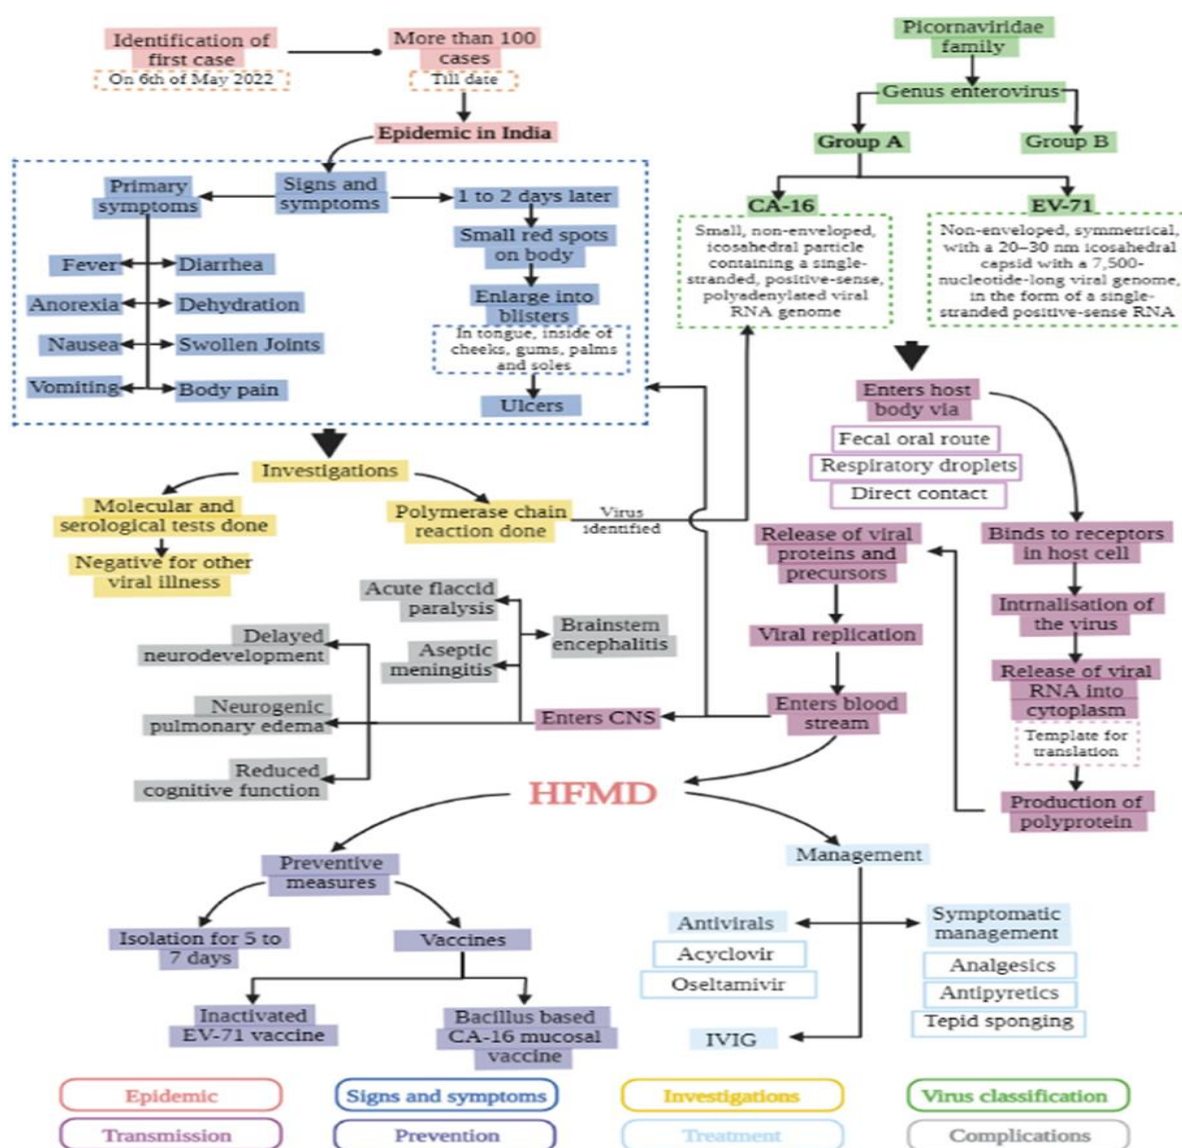 Identification of
first case
On 6th of May 2022
More than 100
cases
Till date
Epidemic in India
Signs and
symptoms
Primary
symptoms
Fever
Diarrhea
Anorexia
Dehydration
Nausea
Swollen Joints
Vomiting
Body pain
1 to 2 days later
Small red spots
on body
Enlarge into
blisters
In tongue, inside of
cheeks, gums, palms
and soles
Ulcers
Picornaviridae
family
Genus enterovirus
Group A
Group B
CA-16
Small, non-enveloped,
icosahedral particle
containing a single-
stranded, positive-sense,
polyadenylated viral
RNA genome
EV-71
Non-enveloped, symmetrical,
with a 20–30 nm icosahedral
capsid with a 7,500-
nucleotide-long viral genome,
in the form of a single-
stranded positive-sense RNA
Investigations
Molecular and
serological tests done
Negative for other
viral illness
Polymerase chain
reaction done
Virus
identified
Enters host
body via
Fecal oral route
Respiratory droplets
Direct contact
Binds to receptors
in host cell
Intrnalisation of
the virus
Release of viral
RNA into
cytoplasm
Template for
translation
Production of
polyprotein
Release of viral
proteins and
precursors
Viral replication
Enters blood
stream
Enters CNS
Acute flaccid
paralysis
Brainstem
encephalitis
Aseptic
meningitis
Delayed
neurodevelopment
Neurogenic
pulmonary edema
Reduced
cognitive function
HFMD
Preventive
measures
Isolation for 5 to
7 days
Vaccines
Inactivated
EV-71 vaccine
Bacillus based
CA-16 mucosal
vaccine
Management
Antivirals
Acyclovir
Oseltamivir
Symptomatic
management
Analgesics
Antipyretics
Tepid sponging
IVIG
Epidemic
Signs and symptoms
Investigations
Virus classification
Transmission
Prevention
Treatment
Complications